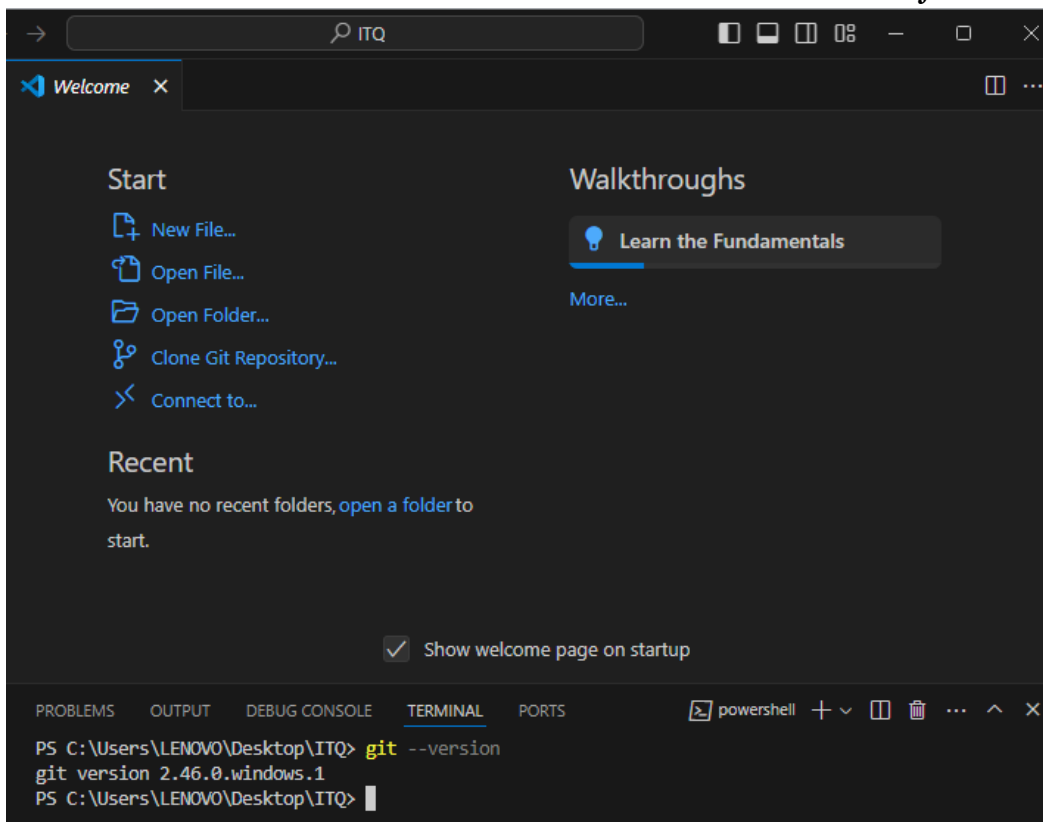 ITQ
Welcome
Start
New File...
Open File...
Open Folder...
Clone Git Repository...
Connect to...
Recent
You have no recent folders, open a folder to
start.
Walkthroughs
Learn the Fundamentals
More...
Show welcome page on startup
PROBLEMS OUTPUT DEBUG CONSOLE TERMINAL PORTS powershell
PS C:\Users\LENOVO\Desktop\ITQ> git --version
git version 2.46.0.windows.1
PS C:\Users\LENOVO\Desktop\ITQ>